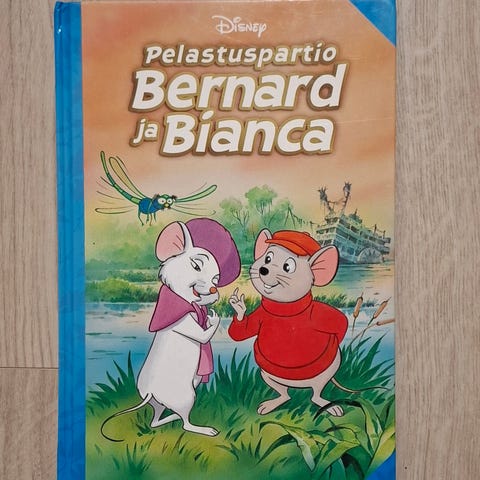 Disney
Pelastuspartio
Bernard
ja Bianca